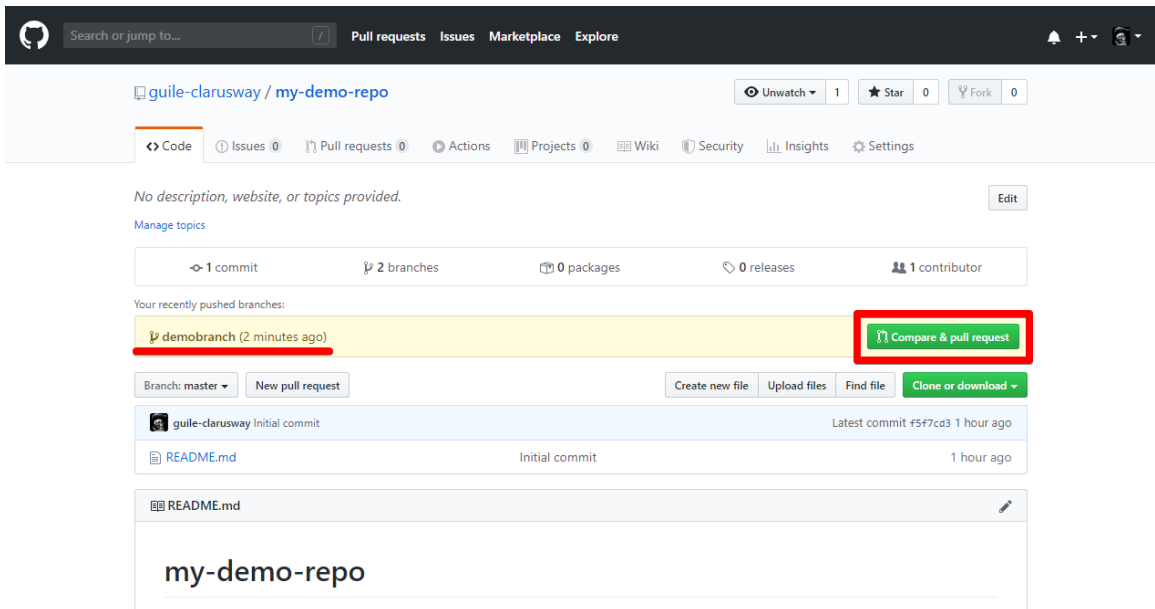 Search or jump to... / Pull requests Issues Marketplace Explore
guile-clarusway / my-demo-repo Unwatch 1 Star 0 Fork 0
<> Code Issues 0 Pull requests 0 Actions Projects 0 Wiki Security Insights Settings
No description, website, or topics provided. Edit
Manage topics
1 commit 2 branches 0 packages 0 releases 1 contributor
Your recently pushed branches:
demobranch (2 minutes ago) Compare & pull request
Branch: master New pull request Create new file Upload files Find file Clone or download
guile-clarusway Initial commit Latest commit f5f7cd3 1 hour ago
README.md Initial commit 1 hour ago
README.md
my-demo-repo